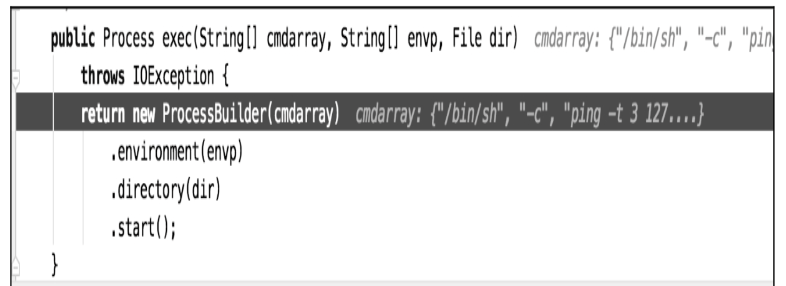 public Process exec(String[] cmdarray, String[] envp, File dir) cmdarray: {"/bin/sh", "-c", "pin
throws IOException {
return new ProcessBuilder(cmdarray) cmdarray: {"/bin/sh", "-c", "ping -t 3 127....}
.environment(envp)
.directory(dir)
.start();
}